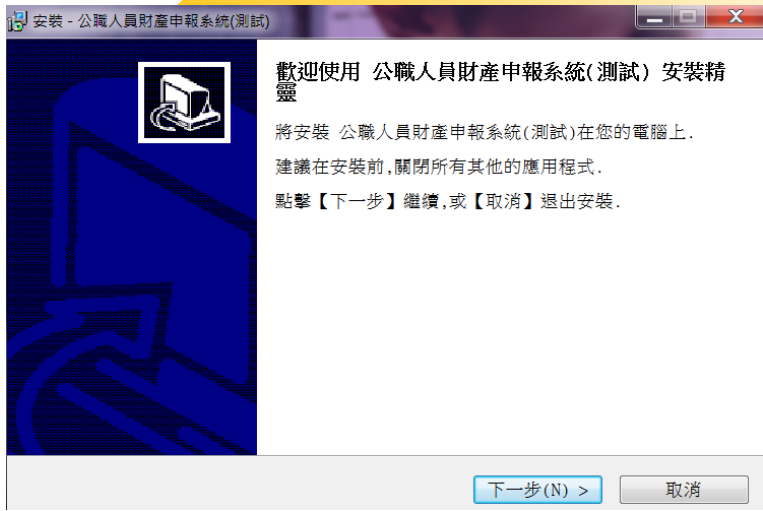 安裝 - 公職人員財產申報系統(測試)
歡迎使用 公職人員財產申報系統(測試) 安裝精
靈
將安裝 公職人員財產申報系統(測試)在您的電腦上.
建議在安裝前,關閉所有其他的應用程式.
點擊【下一步】繼續,或【取消】退出安裝.
下一步(N) >
取消